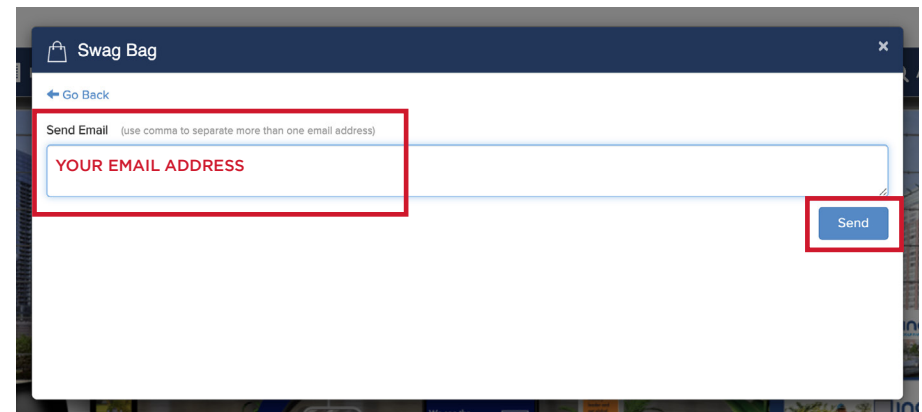 Swag Bag
×
Go Back
Send Email (use comma to separate more than one email address)
YOUR EMAIL ADDRESS
Send